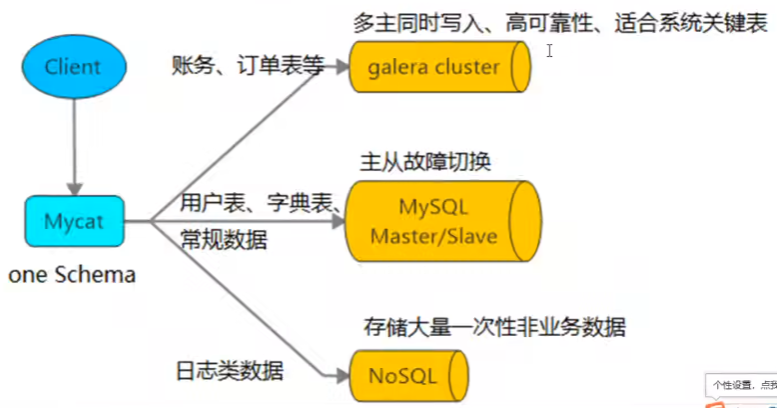 多主同时写入、高可靠性、适合系统关键表
Client
账务、订单表等
galera cluster
主从故障切换
用户表、字典表、
常规数据
MySQL
Master/Slave
Mycat
one Schema
存储大量一次性非业务数据
日志类数据
NoSQL
个性设置，点我